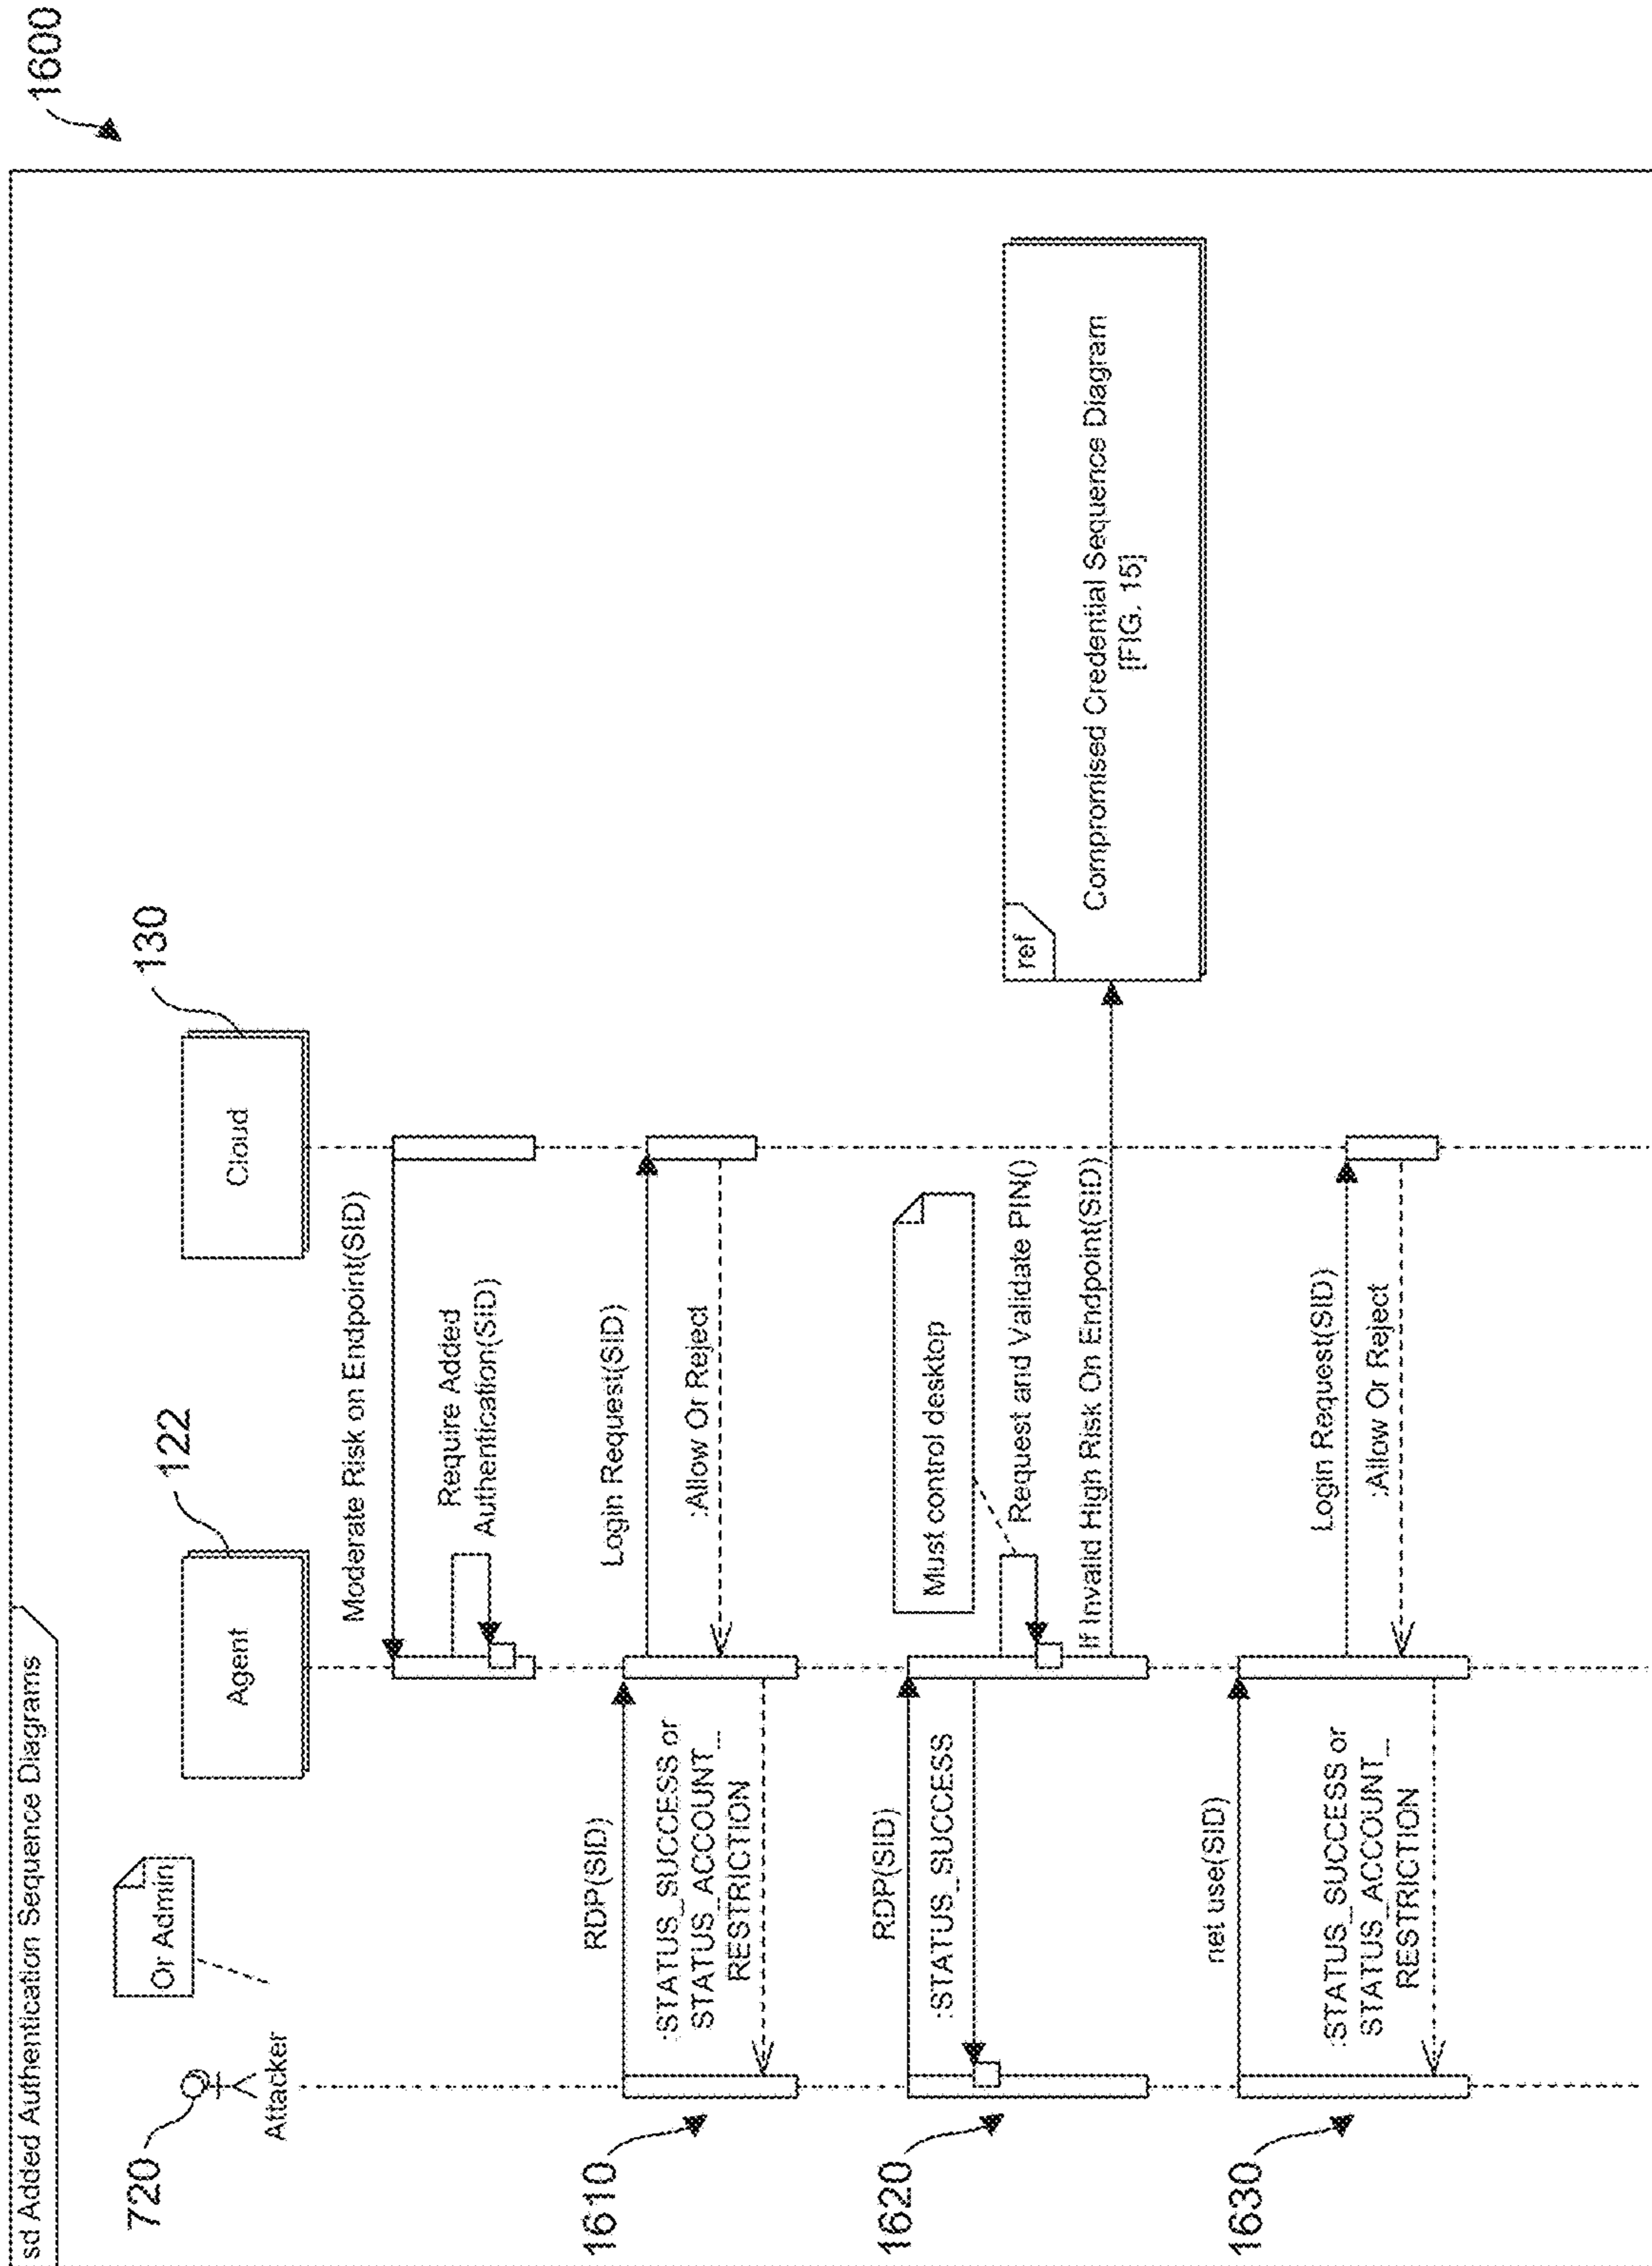 1600
sd Added Authentication Sequence Diagrams
720
Attacker
Or Admin
122
Agent
130
Cloud
Moderate Risk on Endpoint(SID)
Require Added
Authentication(SID)
1610
RDP(SID)
Login Request(SID)
:Allow Or Reject
:STATUS_SUCCESS or
STATUS_ACCOUNT_
RESTRICTION
1620
RDP(SID)
:STATUS_SUCCESS
Must control desktop
Request and Validate PIN()
If Invalid High Risk On Endpoint(SID)
ref
Compromised Credential Sequence Diagram
[FIG. 15]
1630
net use(SID)
Login Request(SID)
:Allow Or Reject
:STATUS_SUCCESS or
STATUS_ACCOUNT_
RESTRICTION